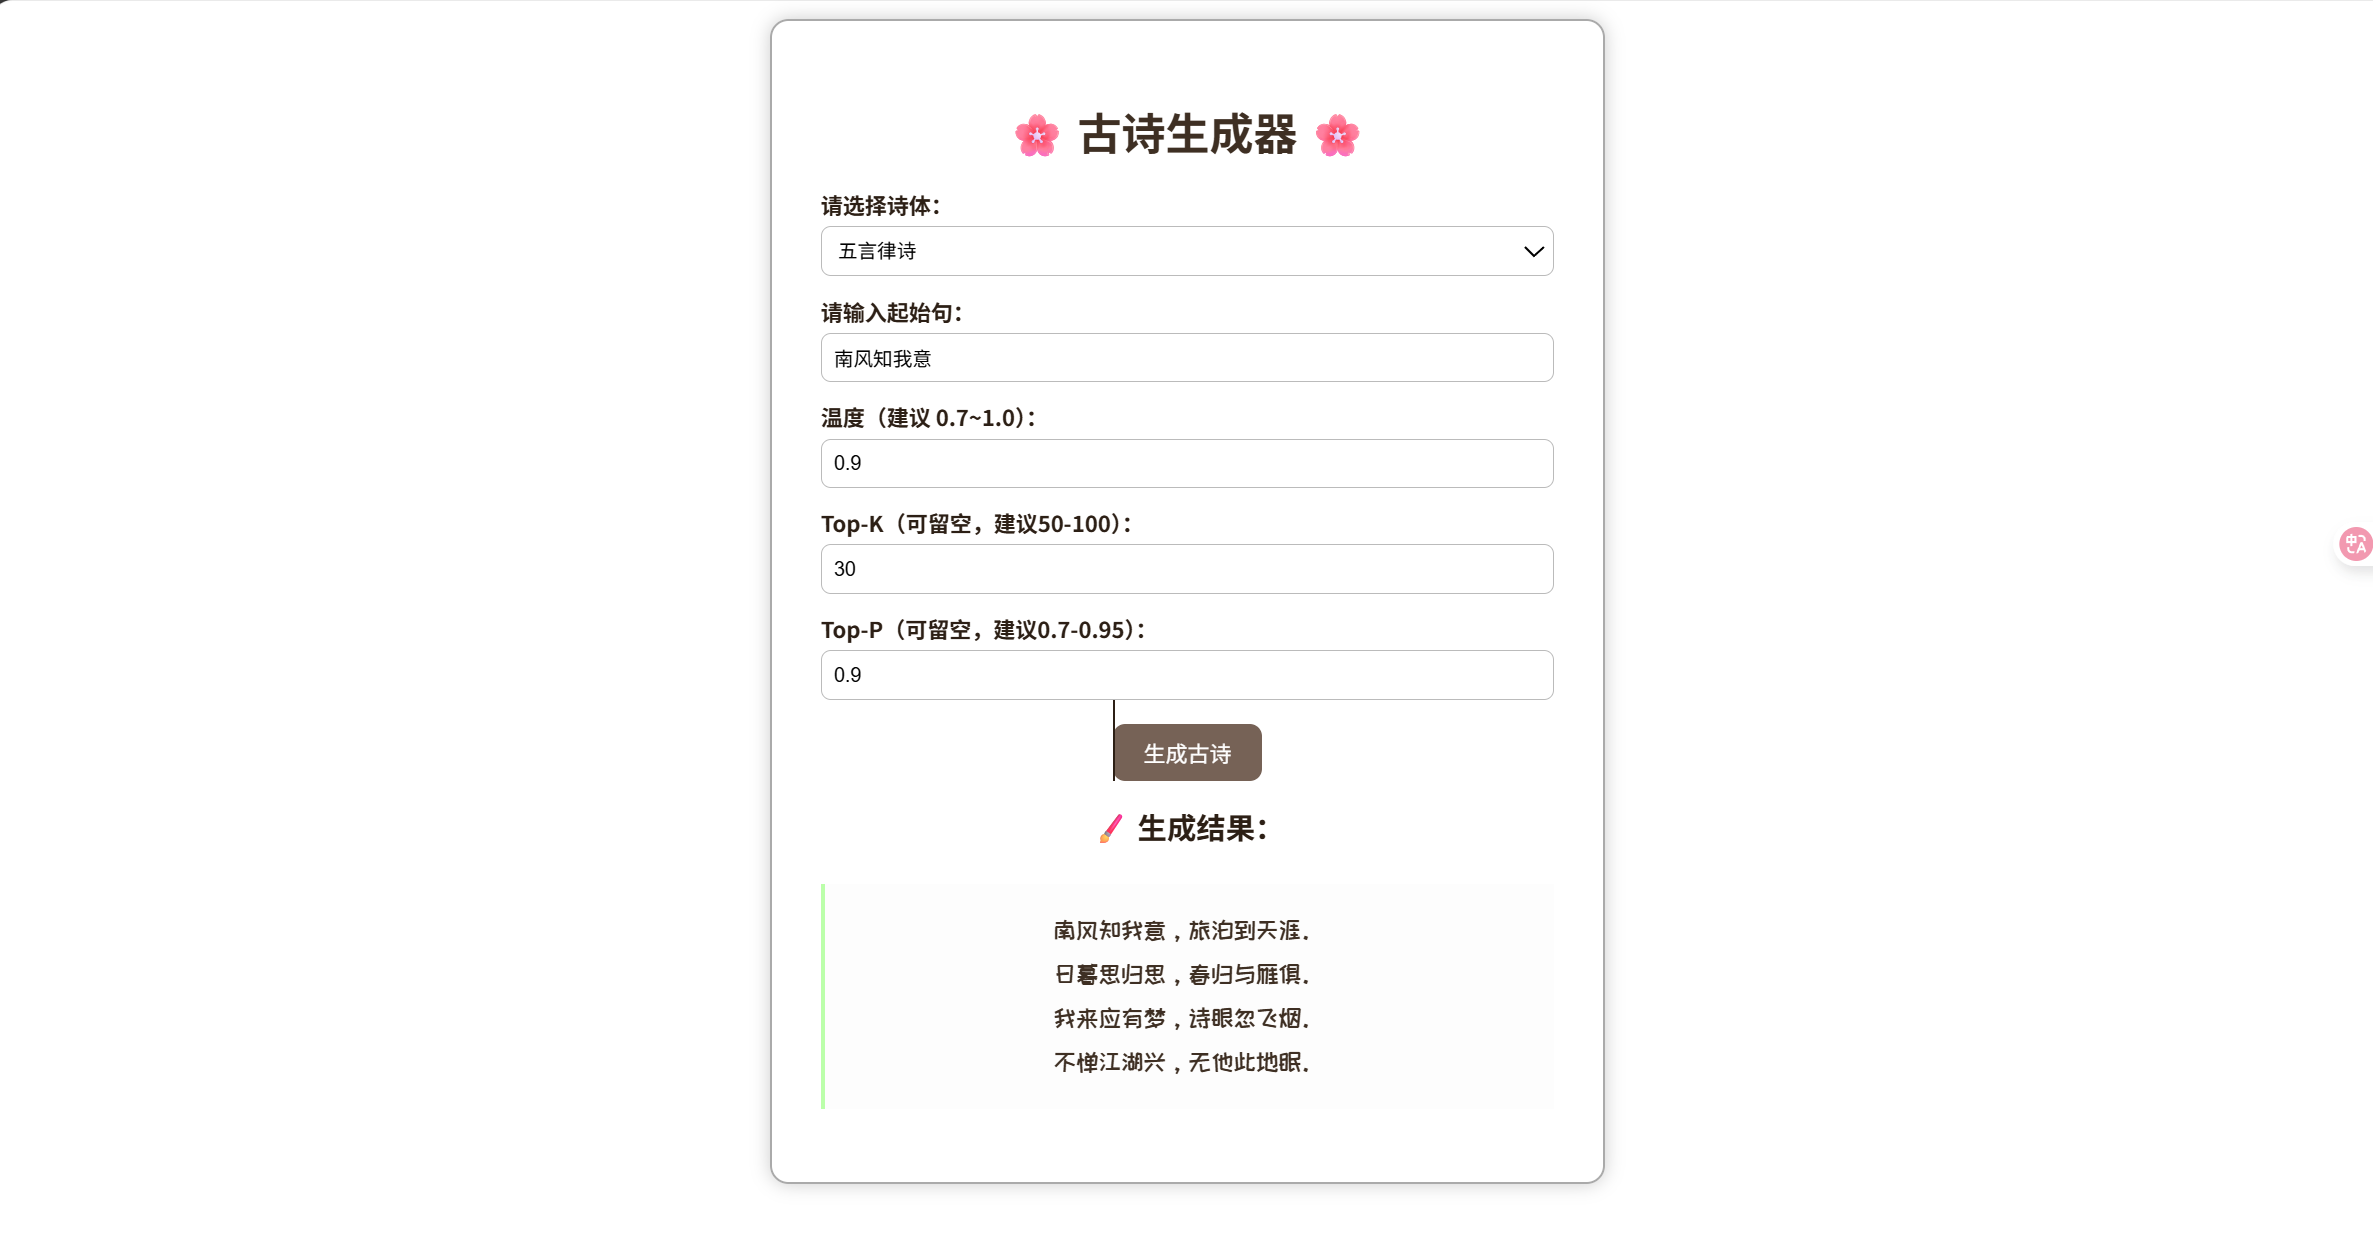 古诗生成器
请选择诗体：
五言律诗
请输入起始句：
南风知我意
温度（建议 0.7~1.0）：
0.9
Top-K（可留空，建议50-100）：
30
Top-P（可留空，建议0.7-0.95）：
0.9
生成古诗
生成结果：
南风知我意，旅泊到天涯。
日暮思归思，春归与雁俱。
我来应有梦，诗眼忽飞烟。
不惮江湖兴，无他此地眠。